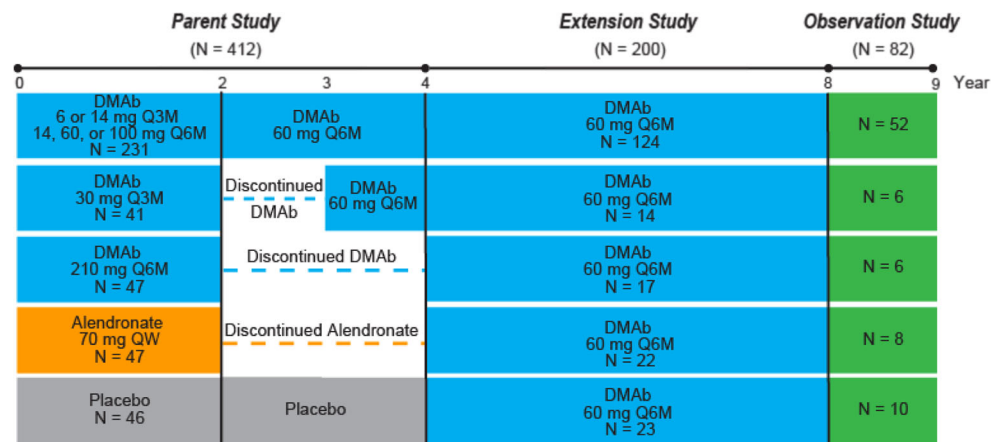 Parent Study
(N = 412)
Extension Study
(N = 200)
Observation Study
(N = 82)
0 2 3 4 8 9 Year
DMAb
6 or 14 mg Q3M
14, 60, or 100 mg Q6M
N = 231
DMAb
60 mg Q6M
DMAb
60 mg Q6M
N = 124
N = 52
DMAb
30 mg Q3M
N = 41
Discontinued
DMAb
DMAb
60 mg Q6M
DMAb
60 mg Q6M
N = 14
N = 6
DMAb
210 mg Q6M
N = 47
Discontinued DMAb
DMAb
60 mg Q6M
N = 17
N = 6
Alendronate
70 mg QW
N = 47
Discontinued Alendronate
DMAb
60 mg Q6M
N = 22
N = 8
Placebo
N = 46
Placebo
DMAb
60 mg Q6M
N = 23
N = 10